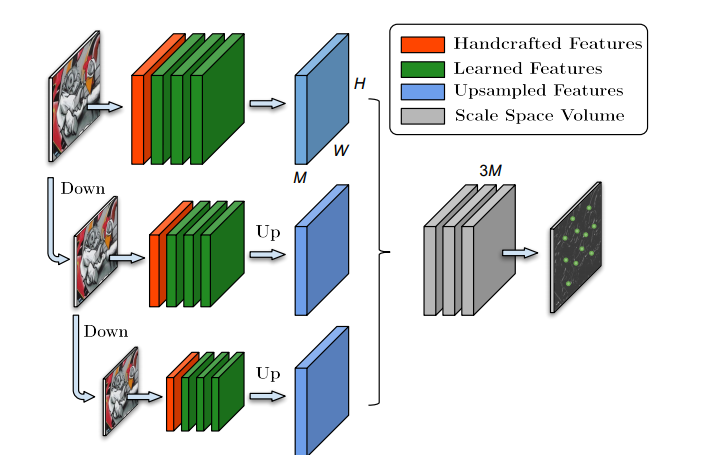 Handcrafted Features
Learned Features
Upsampled Features
Scale Space Volume
H
W
M
3M
Down
Up
Down
Up